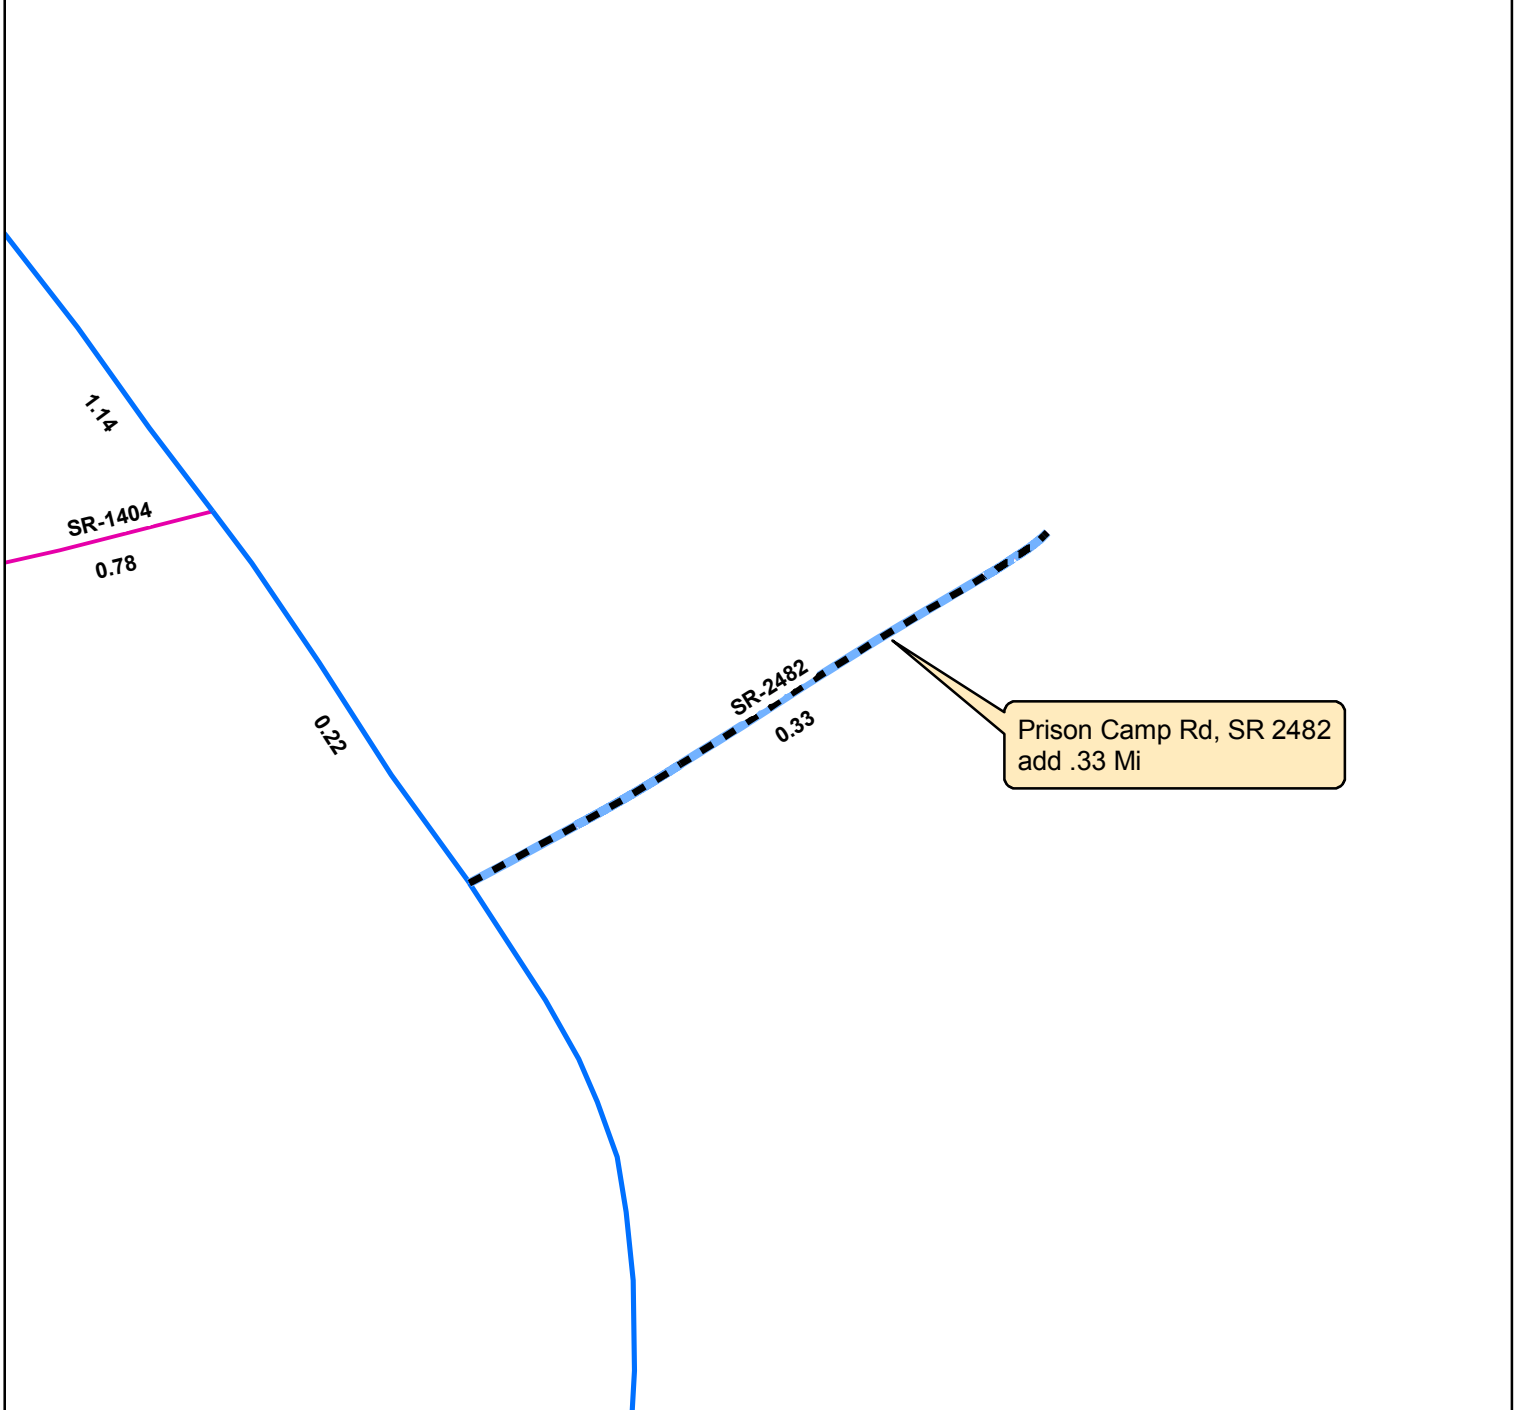 1.14
SR-1404
0.78
SR-2482
0.22
0.33
Prison Camp Rd, SR 2482
add .33 Mi